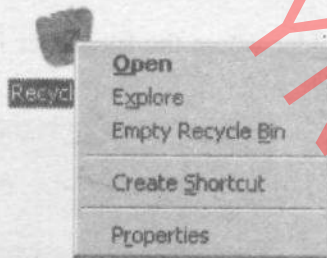 Recycl
Open
Explore
Empty Recycle Bin
Create Shortcut
Properties